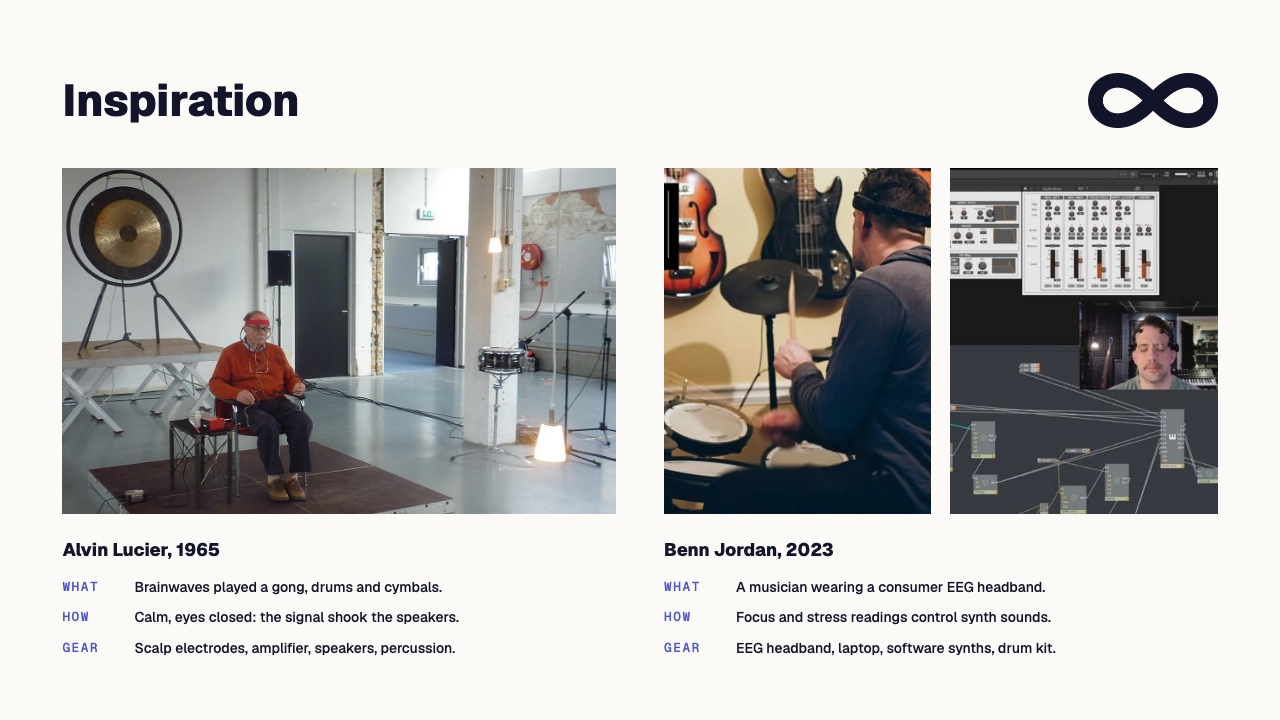 Inspiration
Alvin Lucier, 1965
WHAT Brainwaves played a gong, drums and cymbals.
HOW Calm, eyes closed: the signal shook the speakers.
GEAR Scalp electrodes, amplifier, speakers, percussion.
Benn Jordan, 2023
WHAT A musician wearing a consumer EEG headband.
HOW Focus and stress readings control synth sounds.
GEAR EEG headband, laptop, software synths, drum kit.